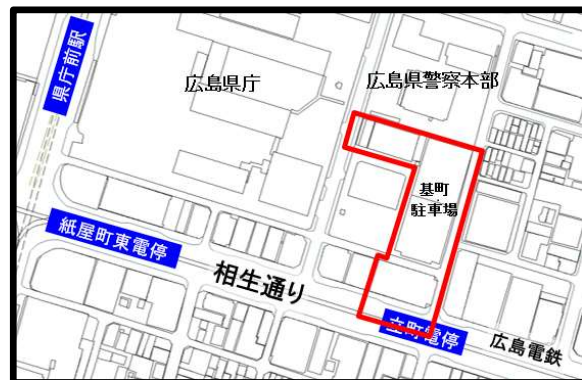 県庁前駅
広島県庁
広島県警察本部
基町
駐車場
紙屋町東電停
相生通り
立町電停
広島電鉄